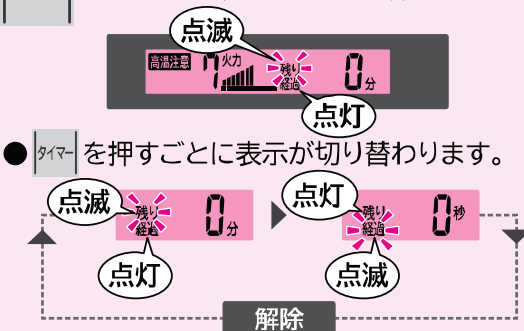 点滅
高温注意 7 火力 残り 経過 0分
点灯
● タイマー を押すごとに表示が切り替わります。
点滅 残り 経過 0分 点灯
点灯 残り 経過 0秒 点滅
解除